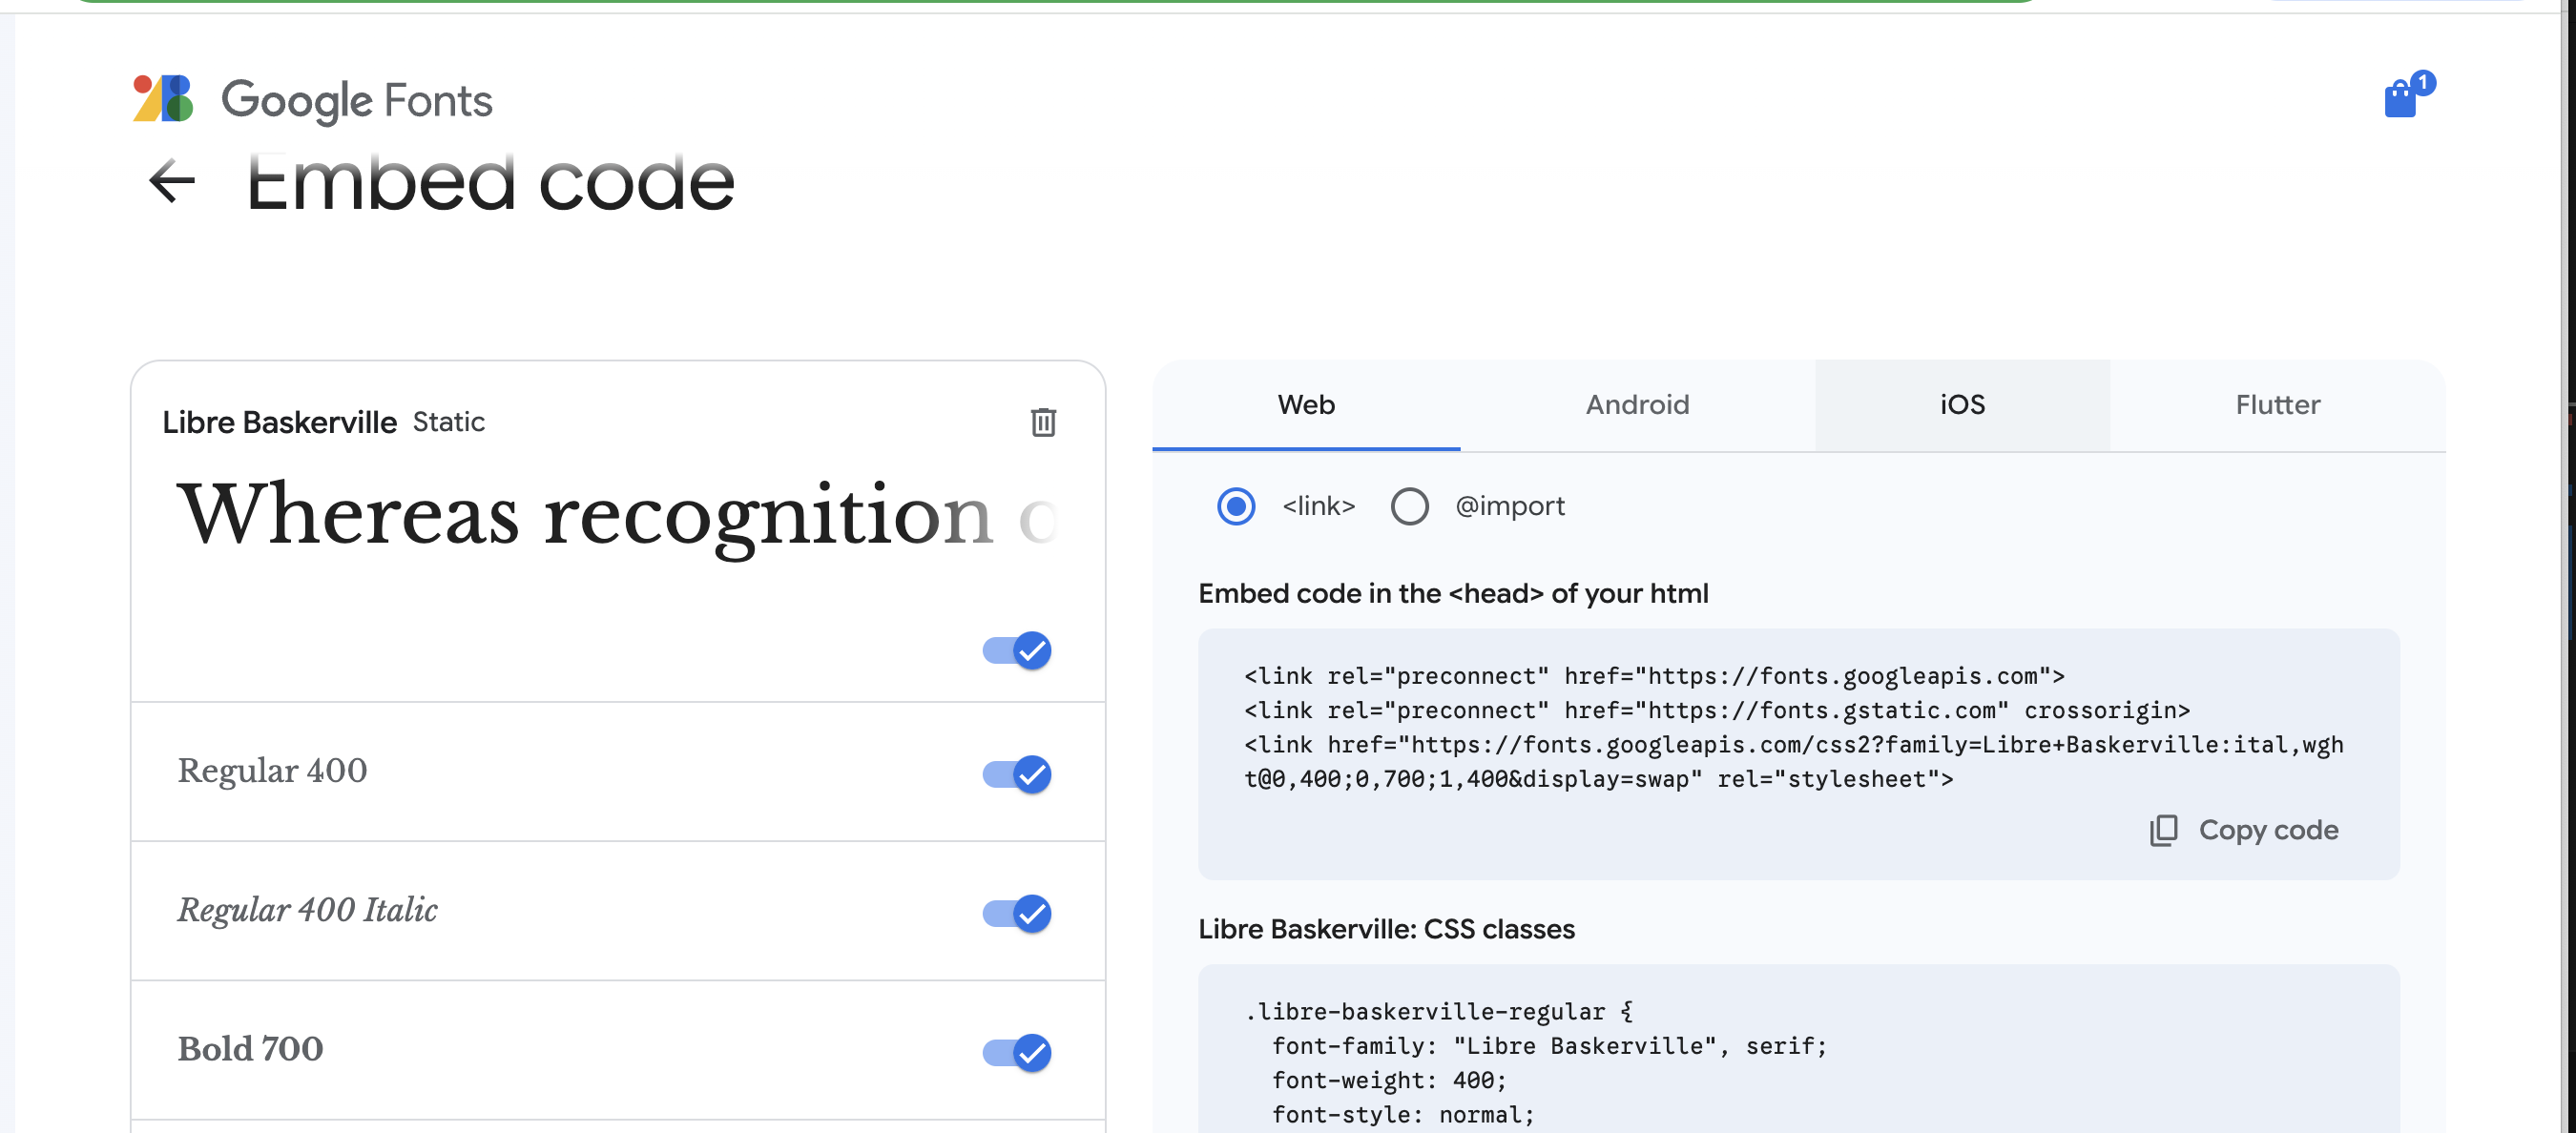 Google Fonts
1
Embed code
Libre Baskerville Static
Whereas recognition
Regular 400
Regular 400 Italic
Bold 700
Web
Android
iOS
Flutter
<link>
@import
Embed code in the <head> of your html
<link rel="preconnect" href="https://fonts.googleapis.com">
<link rel="preconnect" href="https://fonts.gstatic.com" crossorigin>
<link href="https://fonts.googleapis.com/css2?family=Libre+Baskerville:ital,wgh
t@0,400;0,700;1,400&display=swap" rel="stylesheet">
Copy code
Libre Baskerville: CSS classes
.libre-baskerville-regular {
font-family: "Libre Baskerville", serif;
font-weight: 400;
font-style: normal;